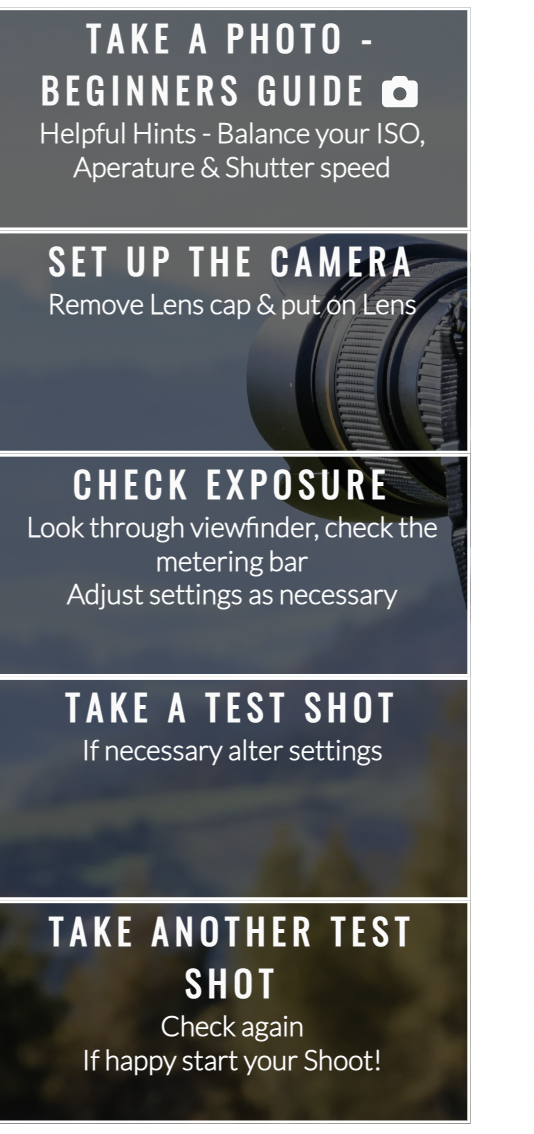 TAKE A PHOTO -
BEGINNERS GUIDE
Helpful Hints - Balance your ISO,
Aperature & Shutter speed
SET UP THE CAMERA
Remove Lens cap & put on Lens
CHECK EXPOSURE
Look through viewfinder, check the
metering bar
Adjust settings as necessary
TAKE A TEST SHOT
If necessary alter settings
TAKE ANOTHER TEST
SHOT
Check again
If happy start your Shoot!